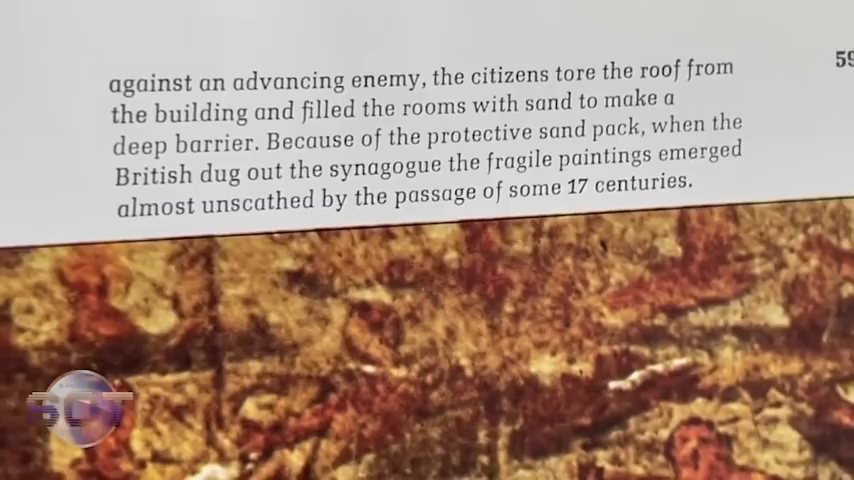 59
against an advancing enemy, the citizens tore the roof from
the building and filled the rooms with sand to make a
deep barrier. Because of the protective sand pack, when the
British dug out the synagogue the fragile paintings emerged
almost unscathed by the passage of some 17 centuries.